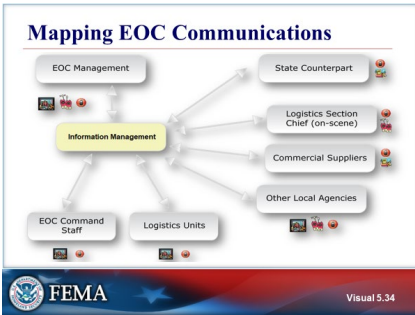 Mapping EOC Communications
EOC Management
State Counterpart
Logistics Section
Chief (on-scene)
Information Management
Commercial Suppliers
Other Local Agencies
EOC Command
Staff
Logistics Units
FEMA
Visual 5.34